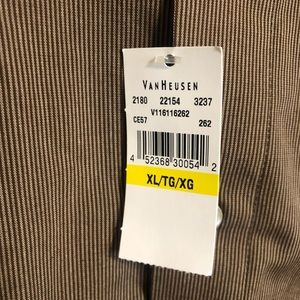 VANHEUSEN
2180 22154 3237
V116116262
CE57 262
4 52368 30054 2
XL/TG/XG